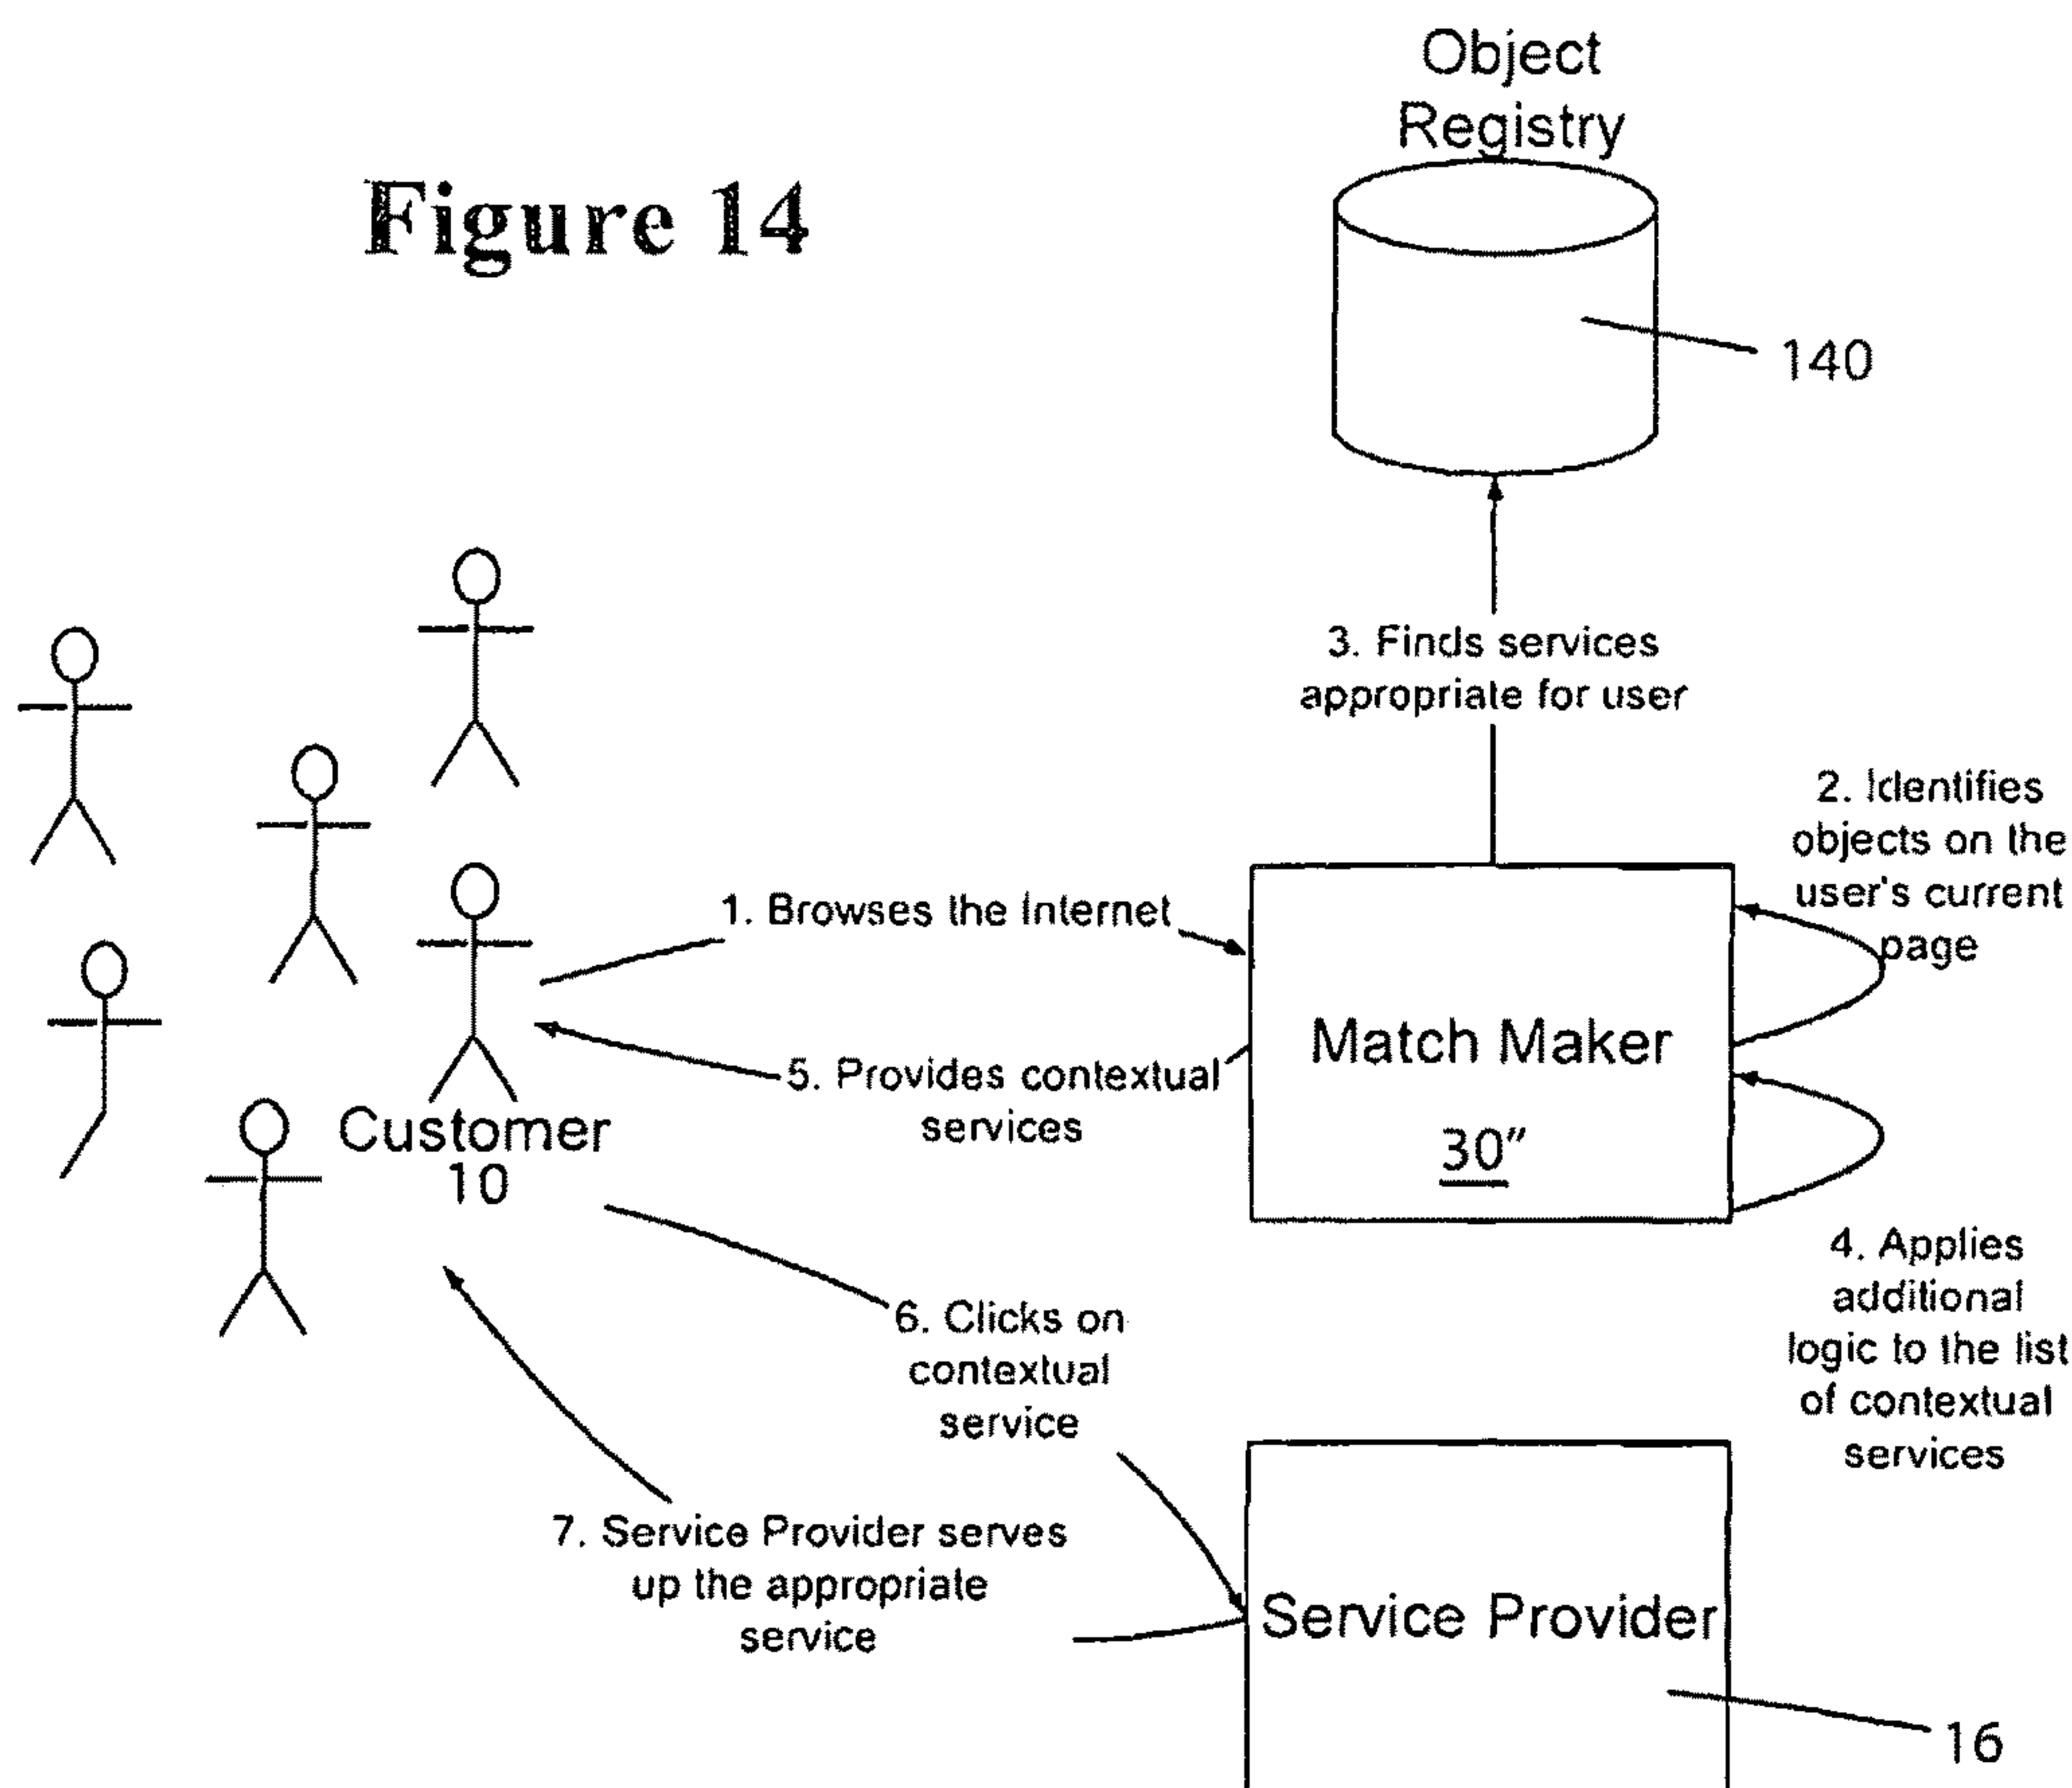 Figure 14
Object
Registry
140
3. Finds services
appropriate for user
2. Identifies
objects on the
user's current
page
1. Browses the Internet
Match Maker
30"
5. Provides contextual
services
Customer
10
4. Applies
additional
logic to the list
of contextual
services
6. Clicks on
contextual
service
7. Service Provider serves
up the appropriate
service
Service Provider
16